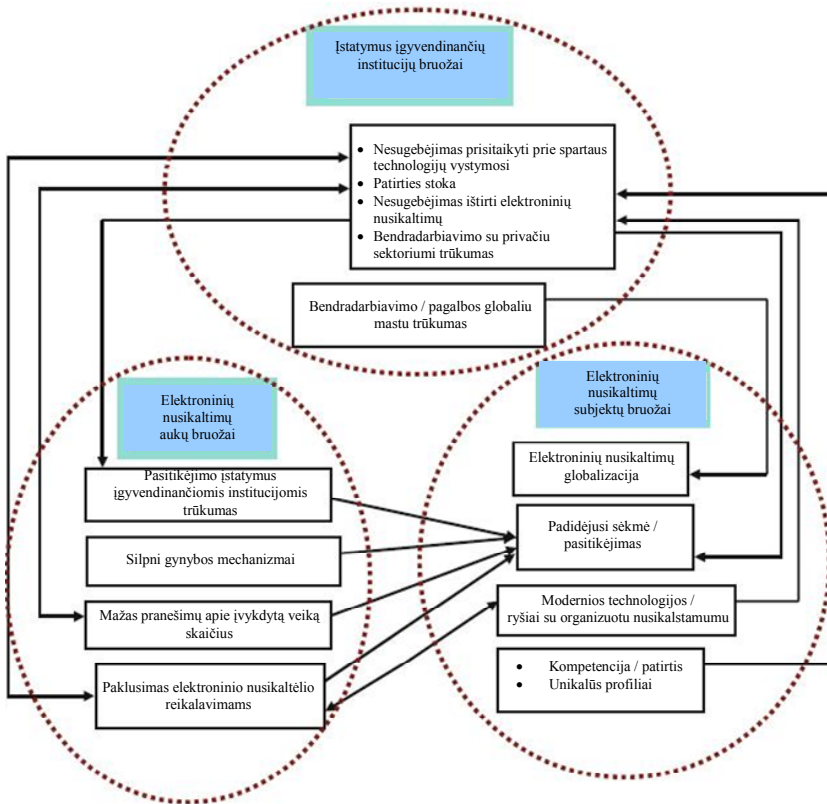 Įstatymus įgyvendinančių
institucijų bruožai
• Nesugebėjimas prisitaikyti prie spartaus
technologijų vystymosi
• Patirties stoka
• Nesugebėjimas ištirti elektroninių
nusikaltimų
• Bendradarbiavimo su privačiu
sektoriumi trūkumas
Bendradarbiavimo / pagalbos globaliu
mastu trūkumas
Elektroninių
nusikaltimų
aukų bruožai
Pasitikėjimo įstatymus
įgyvendinančiomis institucijomis
trūkumas
Silpni gynybos mechanizmai
Mažas pranešimų apie įvykdytą veiką
skaičius
Paklusimas elektroninio nusikaltėlio
reikalavimams
Elektroninių
nusikaltimų
subjektų bruožai
Elektroninių nusikaltimų
globalizacija
Padidėjusi sėkmė /
pasitikėjimas
Modernios technologijos /
ryšiai su organizuotu nusikalstamumu
• Kompetencija / patirtis
• Unikalūs profiliai